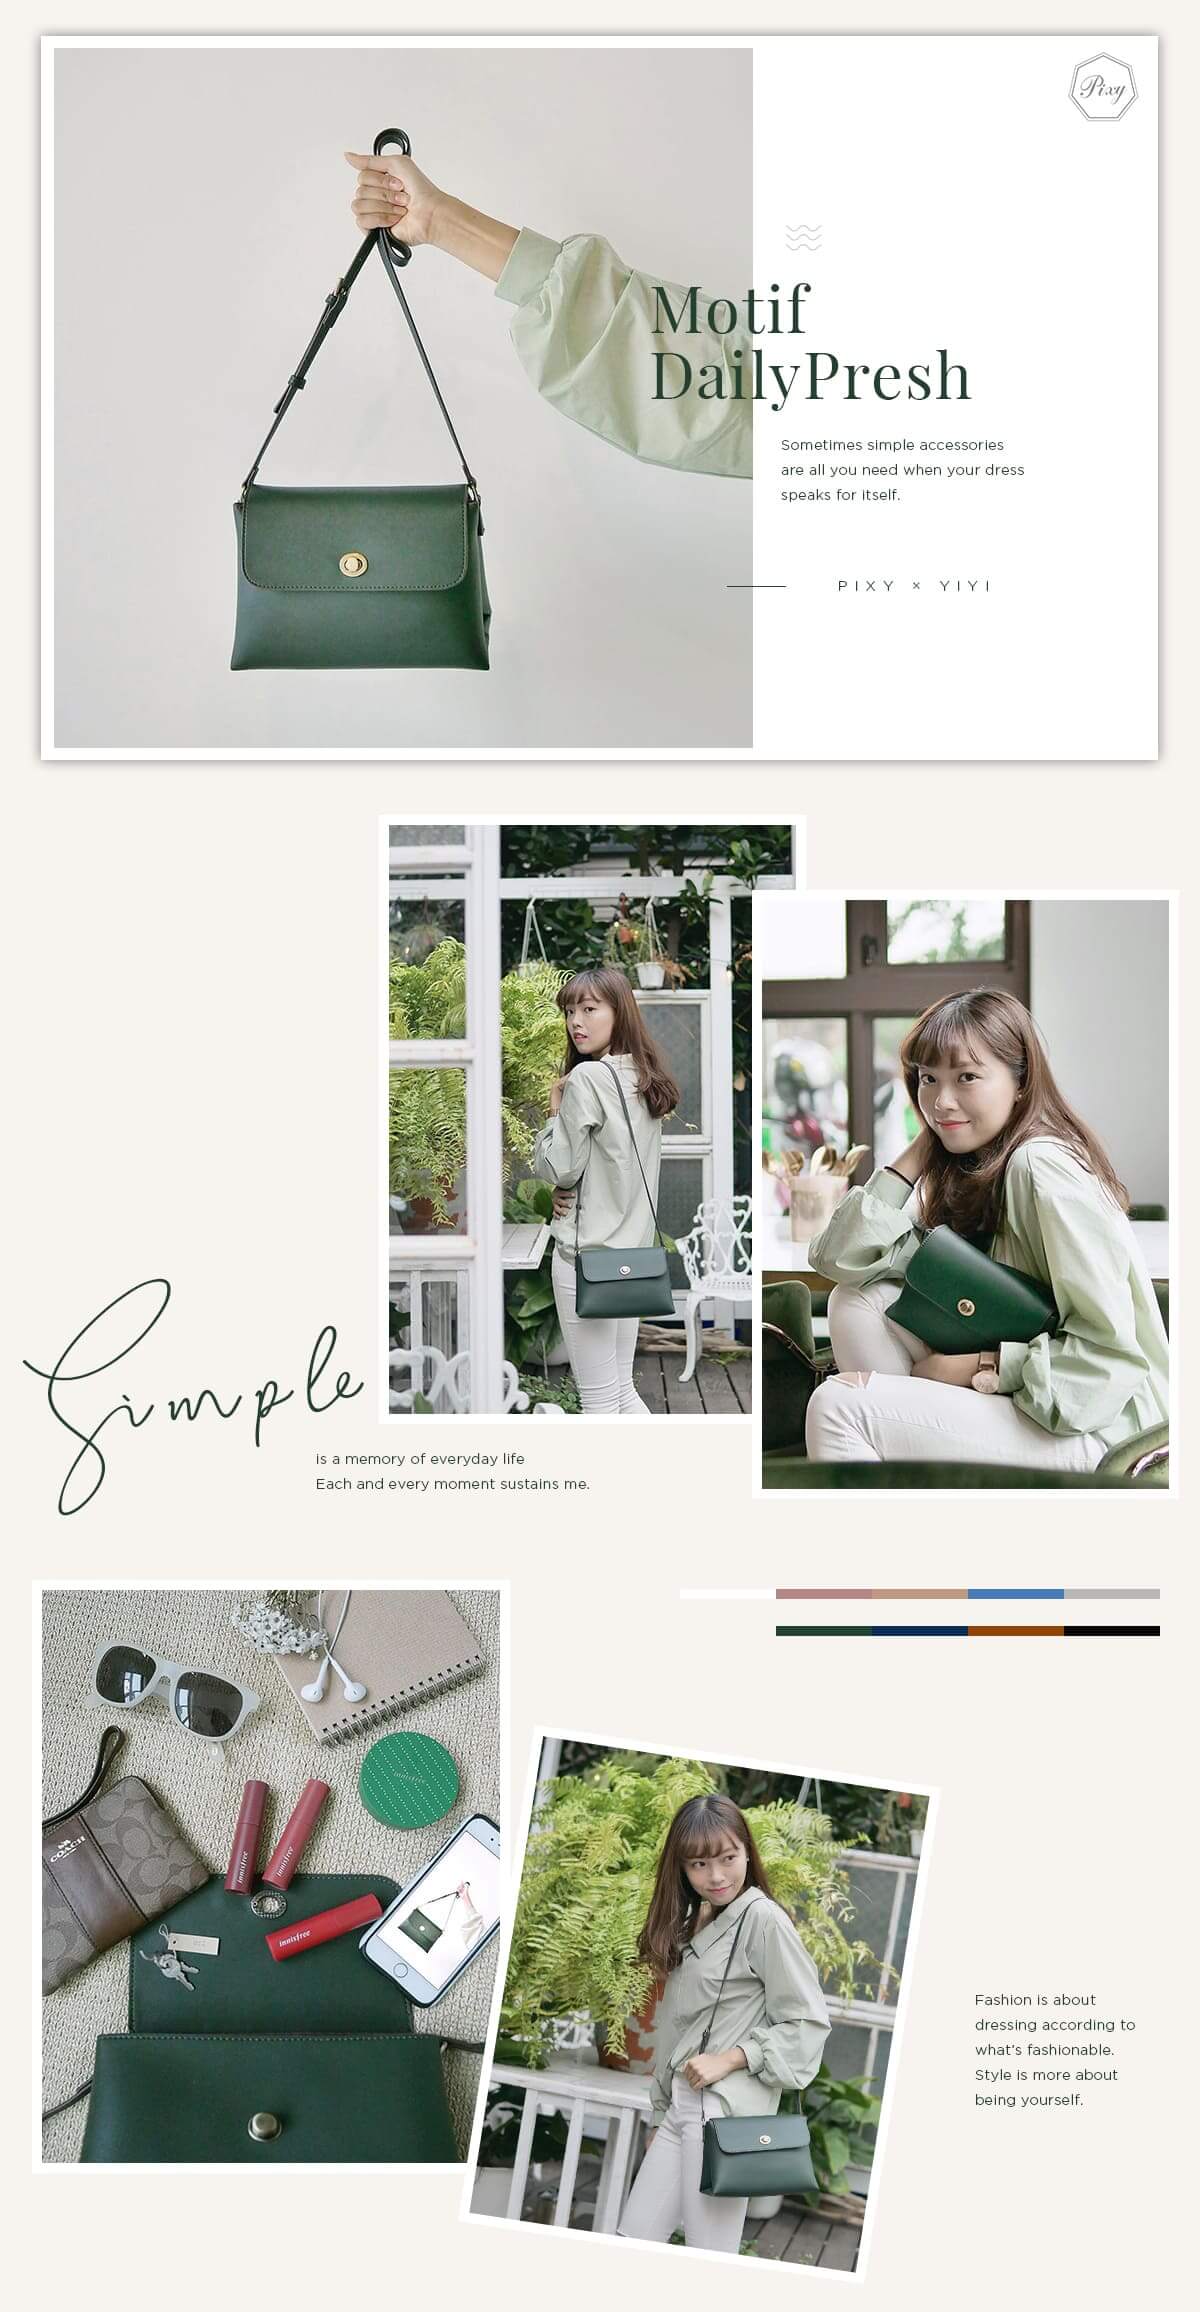 Pixy
Motif
DailyPresh
Sometimes simple accessories
are all you need when your dress
speaks for itself.
PIXY × YIYI
Simple
is a memory of everyday life
Each and every moment sustains me.
COACH
innisfree
innisfree
innisfree
innisfree
Fashion is about
dressing according to
what's fashionable.
Style is more about
being yourself.